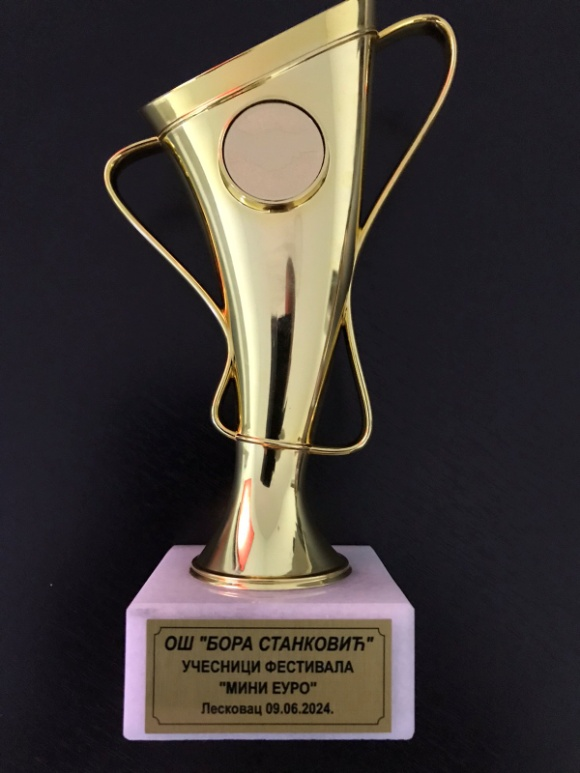 ОШ "БОРА СТАНКОВИЋ"
УЧЕСНИЦИ ФЕСТИВАЛА
"МИНИ ЕУРО"
Лесковац 09.06.2024.